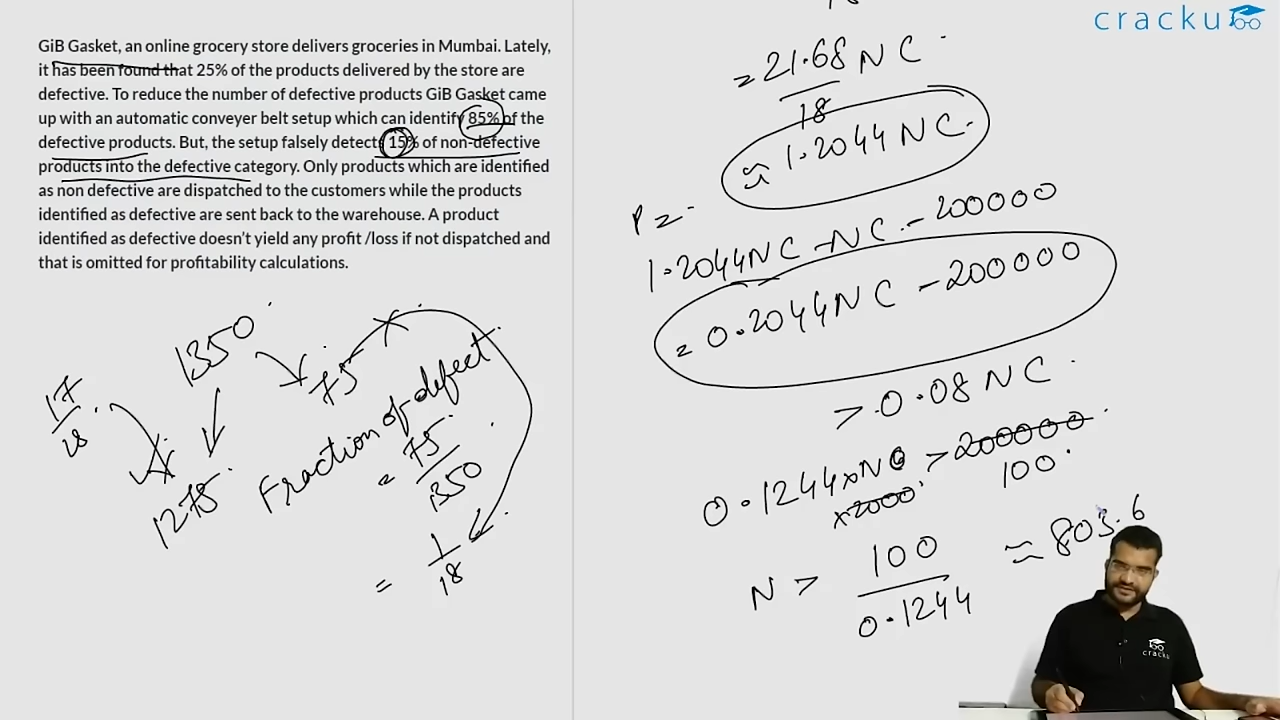 cracku
GiB Gasket, an online grocery store delivers groceries in Mumbai. Lately,
it has been found that 25% of the products delivered by the store are
defective. To reduce the number of defective products GiB Gasket came
up with an automatic conveyer belt setup which can identify 85% of the
defective products. But, the setup falsely detects 15% of non-defective
products into the defective category. Only products which are identified
as non defective are dispatched to the customers while the products
identified as defective are sent back to the warehouse. A product
identified as defective doesn't yield any profit /loss if not dispatched and
that is omitted for profitability calculations.
1350
75
17/18
1275
Fraction of defect
= 75/1350
= 1/18
= 21.68/18 NC
≈ 1.2044 NC
P =
1.2044NC - NC - 200000
= 0.2044NC - 200000
> 0.08 NC
0.1244 x NC > 200000
x2000
100
N > 100/0.1244 ≈ 803.6
cracku